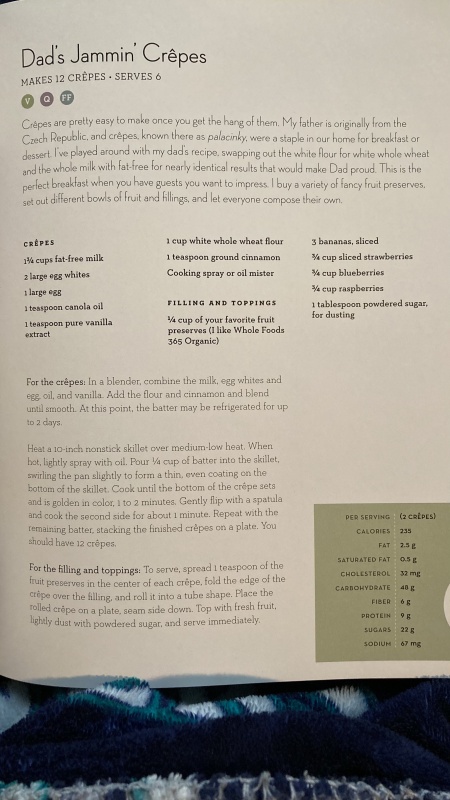 Dad's Jammin' Crêpes
MAKES 12 CRÊPES • SERVES 6
V Q FF
Crêpes are pretty easy to make once you get the hang of them. My father is originally from the
Czech Republic, and crêpes, known there as palacinky, were a staple in our home for breakfast or
dessert. I've played around with my dad's recipe, swapping out the white flour for white whole wheat
and the whole milk with fat-free for nearly identical results that would make Dad proud. This is the
perfect breakfast when you have guests you want to impress. I buy a variety of fancy fruit preserves,
set out different bowls of fruit and fillings, and let everyone compose their own.
CRÊPES
1¾ cups fat-free milk
2 large egg whites
1 large egg
1 teaspoon canola oil
1 teaspoon pure vanilla
extract
1 cup white whole wheat flour
1 teaspoon ground cinnamon
Cooking spray or oil mister
FILLING AND TOPPINGS
¼ cup of your favorite fruit
preserves (I like Whole Foods
365 Organic)
3 bananas, sliced
¾ cup sliced strawberries
¾ cup blueberries
¾ cup raspberries
1 tablespoon powdered sugar,
for dusting
For the crêpes: In a blender, combine the milk, egg whites and
egg, oil, and vanilla. Add the flour and cinnamon and blend
until smooth. At this point, the batter may be refrigerated for up
to 2 days.
Heat a 10-inch nonstick skillet over medium-low heat. When
hot, lightly spray with oil. Pour ¼ cup of batter into the skillet,
swirling the pan slightly to form a thin, even coating on the
bottom of the skillet. Cook until the bottom of the crêpe sets
and is golden in color, 1 to 2 minutes. Gently flip with a spatula
and cook the second side for about 1 minute. Repeat with the
remaining batter, stacking the finished crêpes on a plate. You
should have 12 crêpes.
For the filling and toppings: To serve, spread 1 teaspoon of the
fruit preserves in the center of each crêpe, fold the edge of the
crêpe over the filling, and roll it into a tube shape. Place the
rolled crêpe on a plate, seam side down. Top with fresh fruit,
lightly dust with powdered sugar, and serve immediately.
PER SERVING (2 CRÊPES)
CALORIES 235
FAT 2.5 g
SATURATED FAT 0.5 g
CHOLESTEROL 32 mg
CARBOHYDRATE 48 g
FIBER 6 g
PROTEIN 9 g
SUGARS 22 g
SODIUM 67 mg